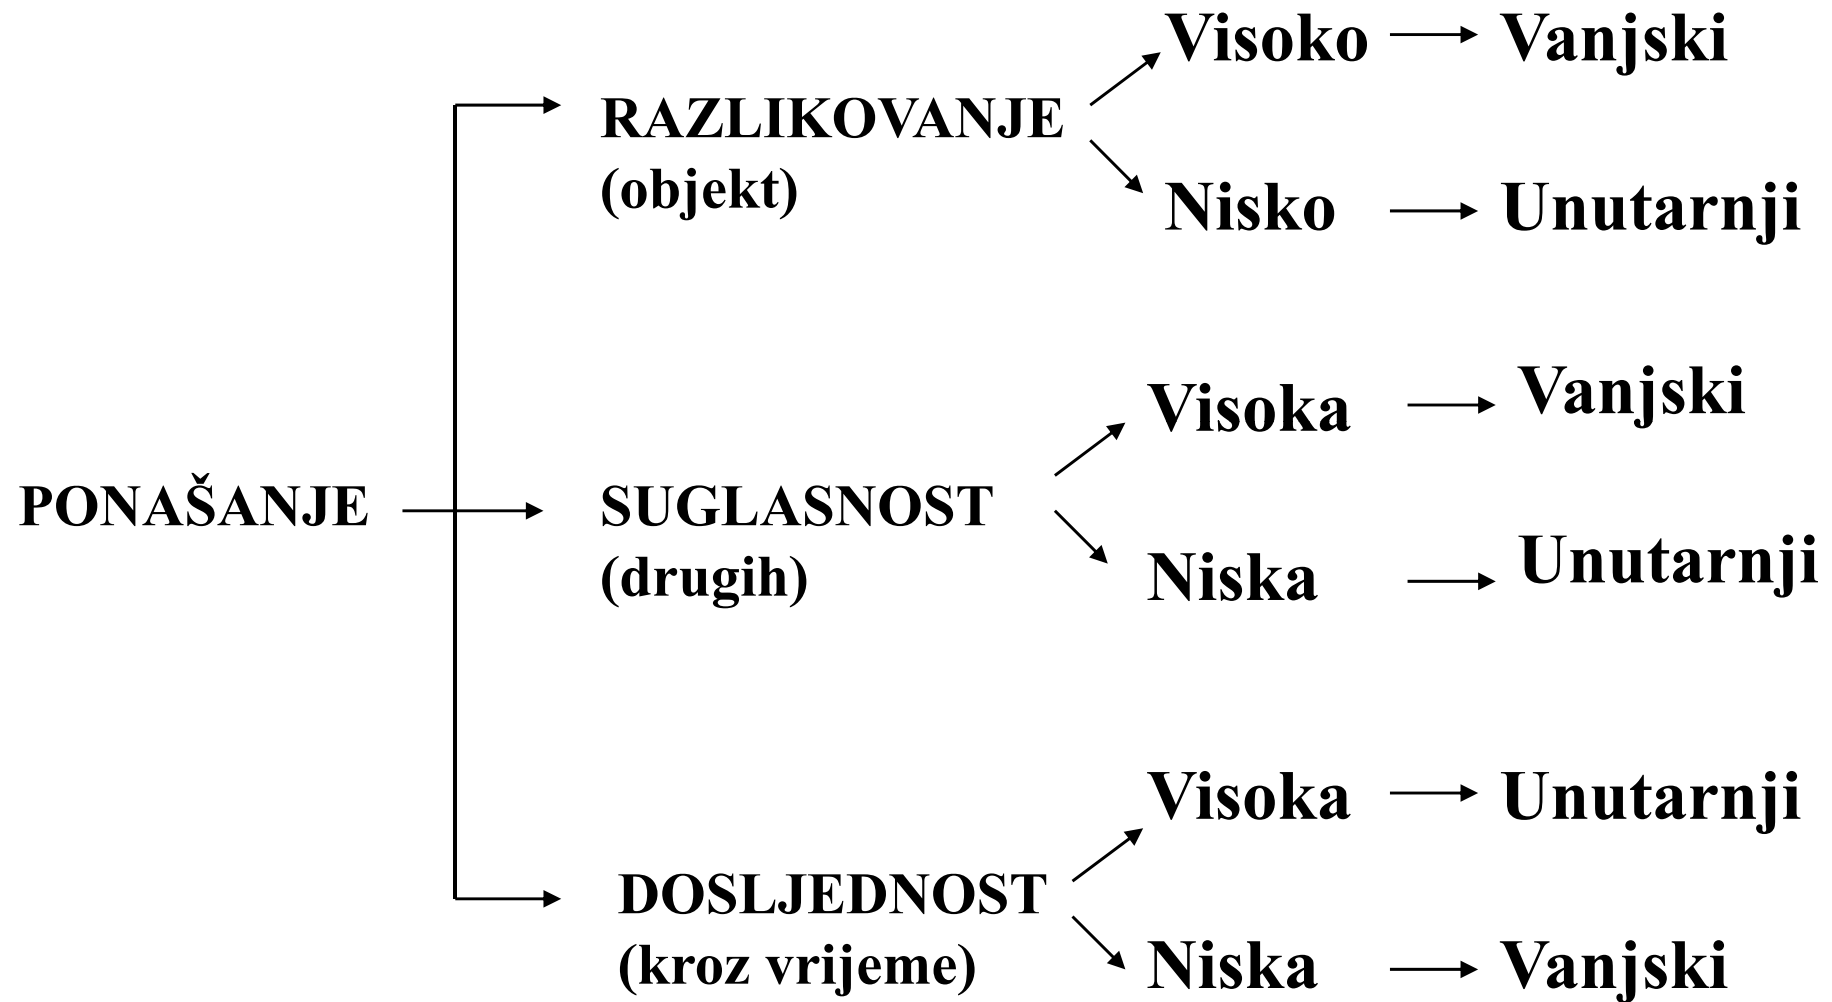 Visoko
Vanjski
RAZLIKOVANJE
(objekt)
Nisko
Unutarnji
Visoka
Vanjski
PONAŠANJE
SUGLASNOST
(drugih)
Niska
Unutarnji
Visoka
Unutarnji
DOSLJEDNOST
(kroz vrijeme)
Niska
Vanjski